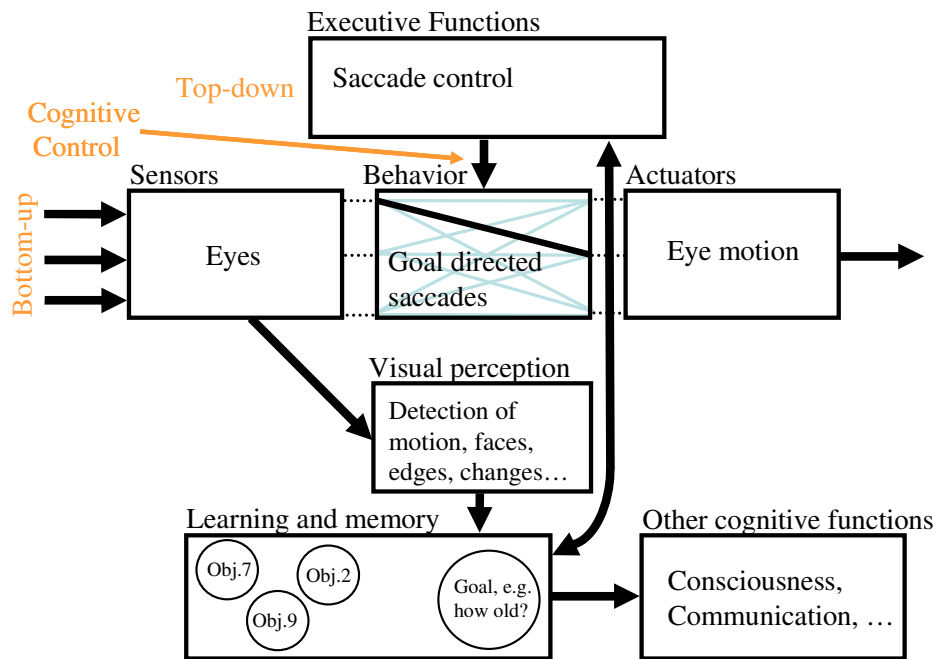 Executive Functions
Saccade control
Top-down
Cognitive
Control
Sensors
Behavior
Actuators
Bottom-up
Eyes
Goal directed
saccades
Eye motion
Visual perception
Detection of
motion, faces,
edges, changes…
Learning and memory
Obj.7
Obj.2
Obj.9
Goal, e.g.
how old?
Other cognitive functions
Consciousness,
Communication, …